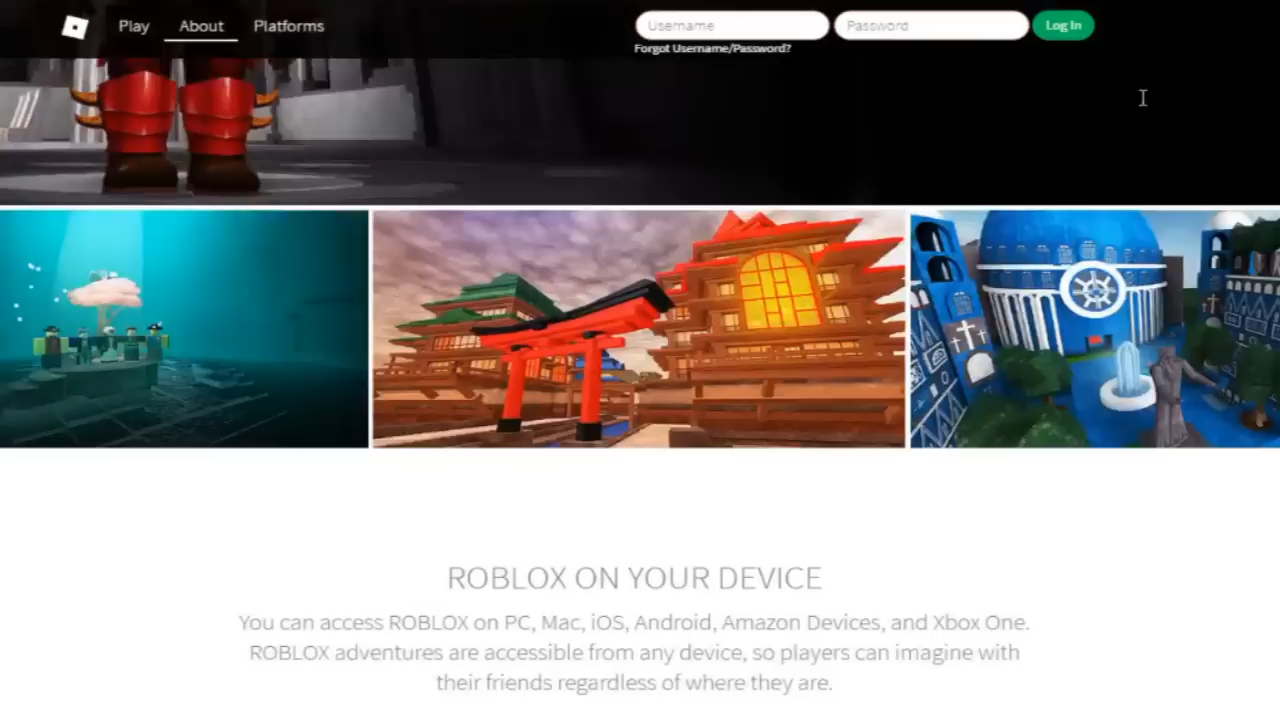 Play About Platforms Username Password Log In
Forgot Username/Password?
ROBLOX ON YOUR DEVICE
You can access ROBLOX on PC, Mac, iOS, Android, Amazon Devices, and Xbox One.
ROBLOX adventures are accessible from any device, so players can imagine with
their friends regardless of where they are.